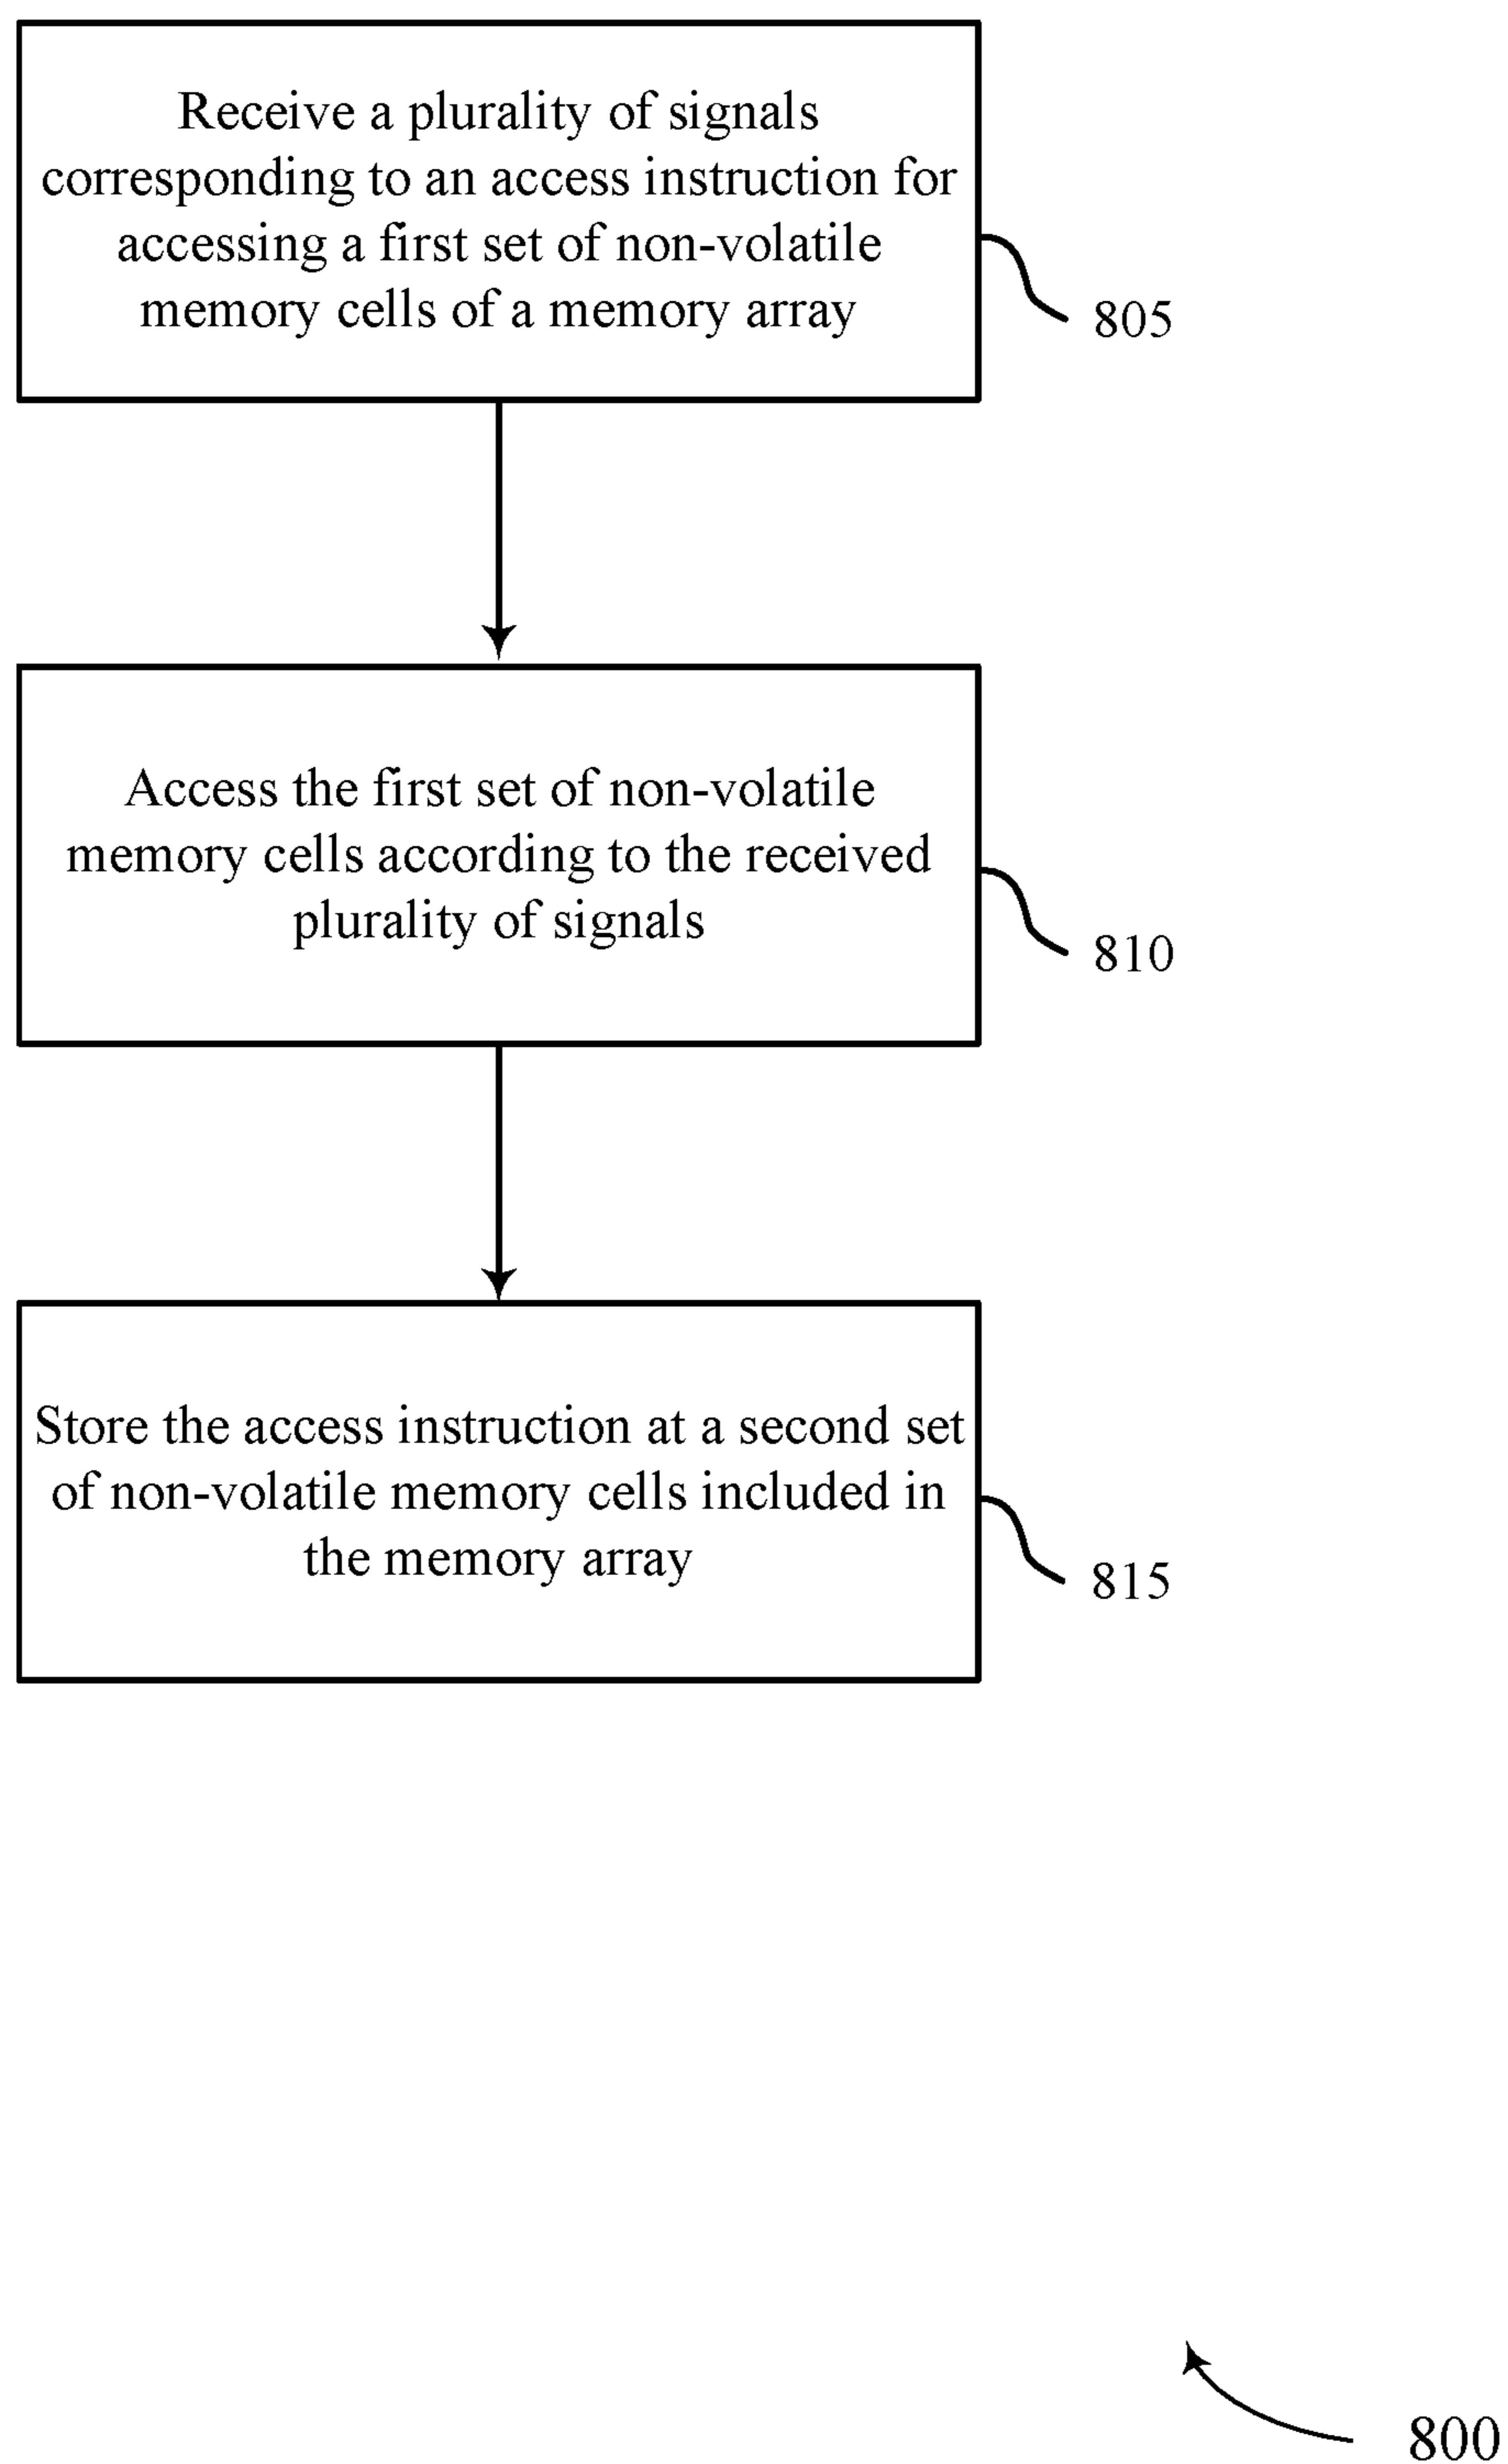 Receive a plurality of signals
corresponding to an access instruction for
accessing a first set of non-volatile
memory cells of a memory array
805
Access the first set of non-volatile
memory cells according to the received
plurality of signals
810
Store the access instruction at a second set
of non-volatile memory cells included in
the memory array
815
800